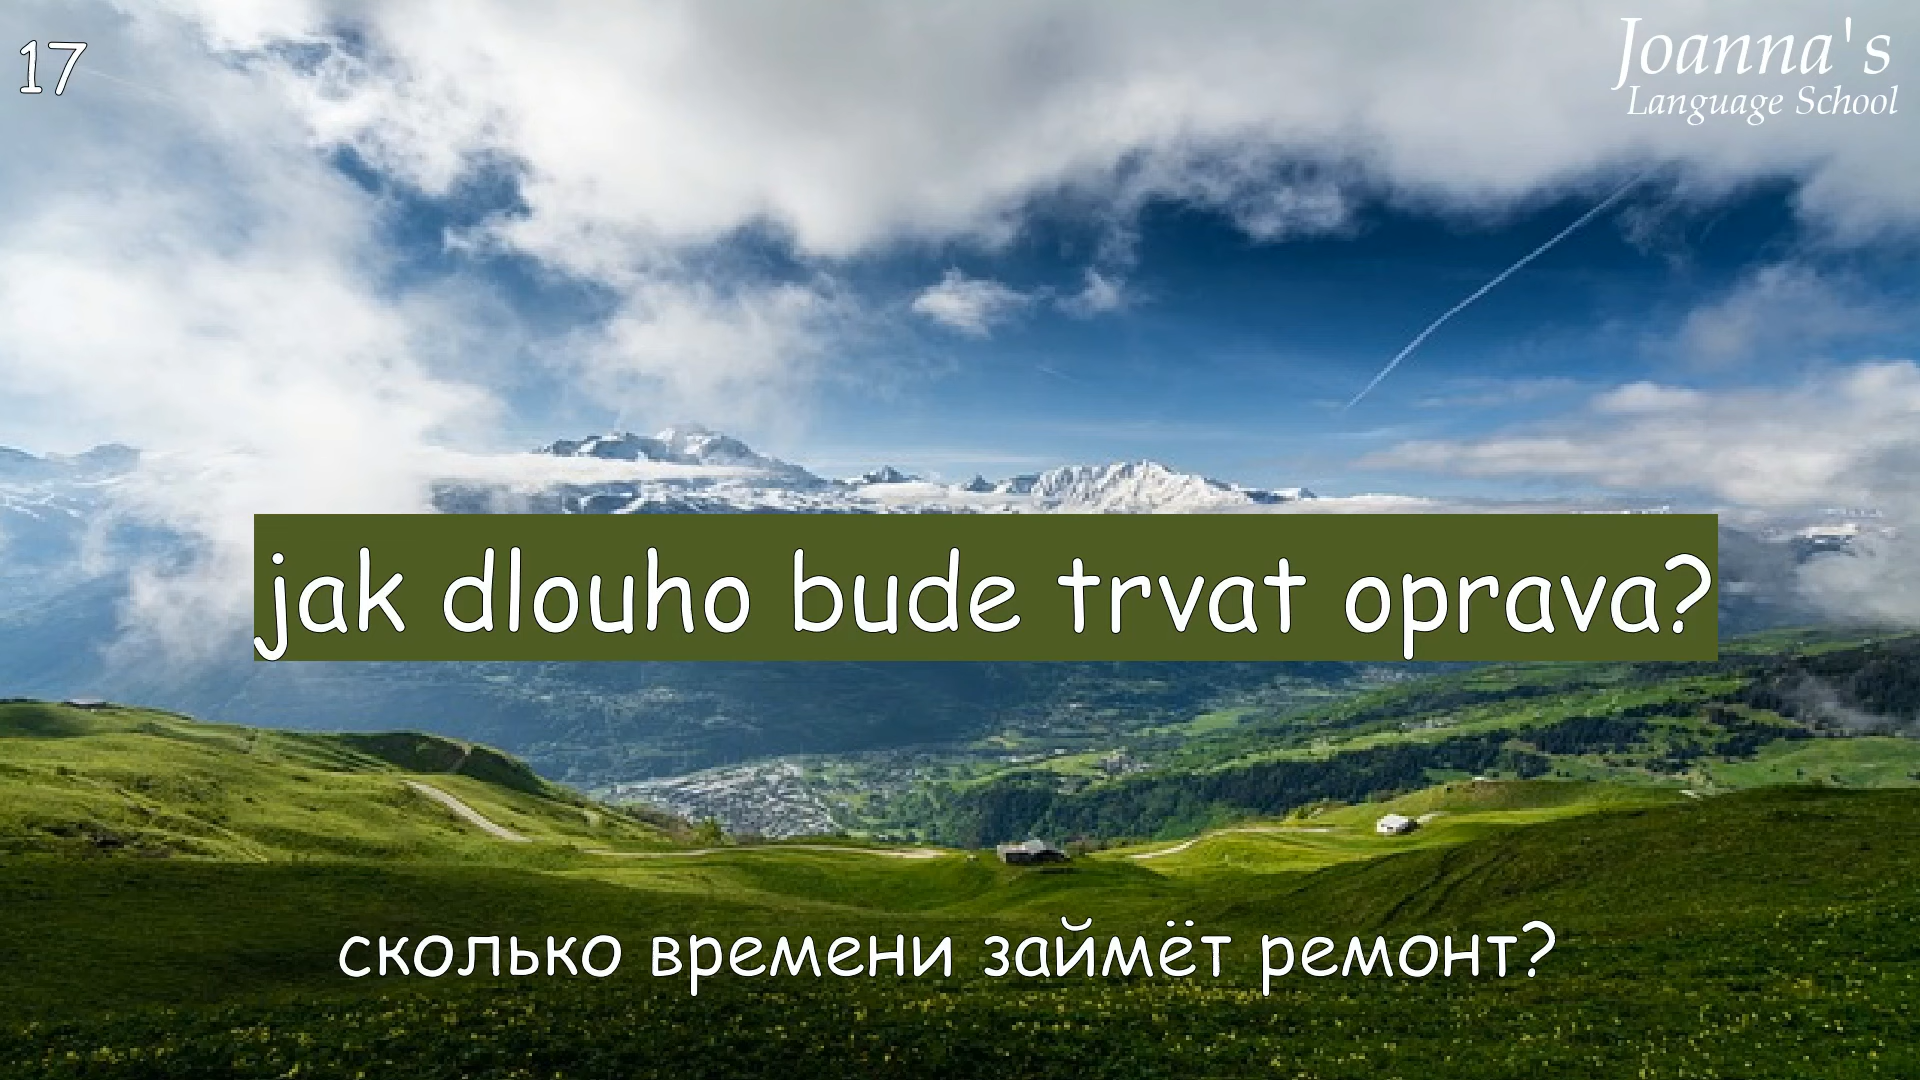 17
Joanna's
Language School
jak dlouho bude trvat oprava?
сколько времени займёт ремонт?